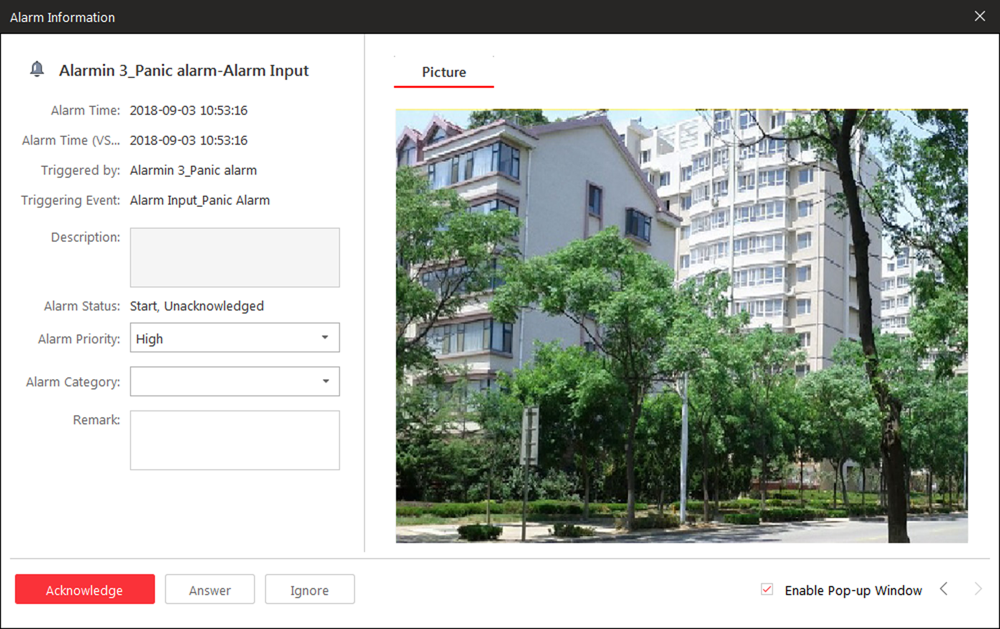 Alarm Information
Alarmin 3_Panic alarm-Alarm Input
Alarm Time: 2018-09-03 10:53:16
Alarm Time (VS... 2018-09-03 10:53:16
Triggered by: Alarmin 3_Panic alarm
Triggering Event: Alarm Input_Panic Alarm
Description:
Alarm Status: Start, Unacknowledged
Alarm Priority: High
Alarm Category:
Remark:
Picture
Acknowledge
Answer
Ignore
Enable Pop-up Window